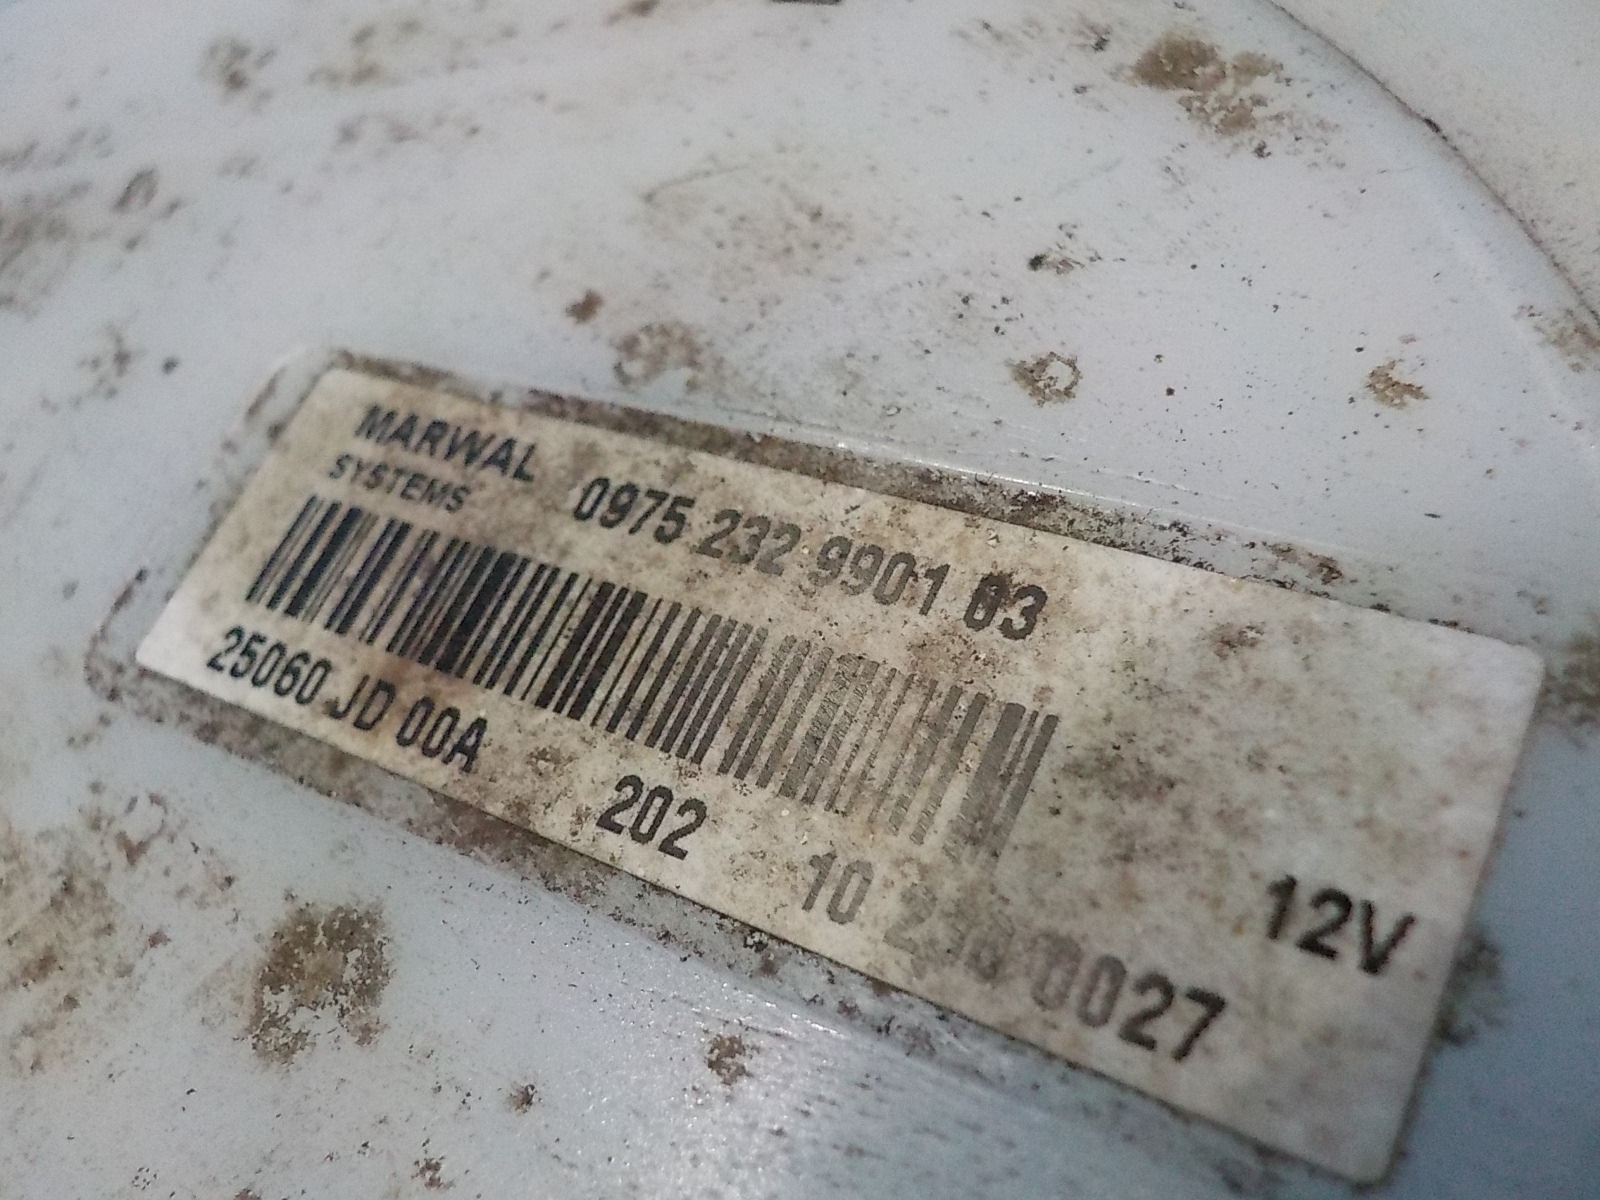 MARWAL
SYSTEMS
0975 232 9901 03
25060 JD 00A
202 10 0027
12V